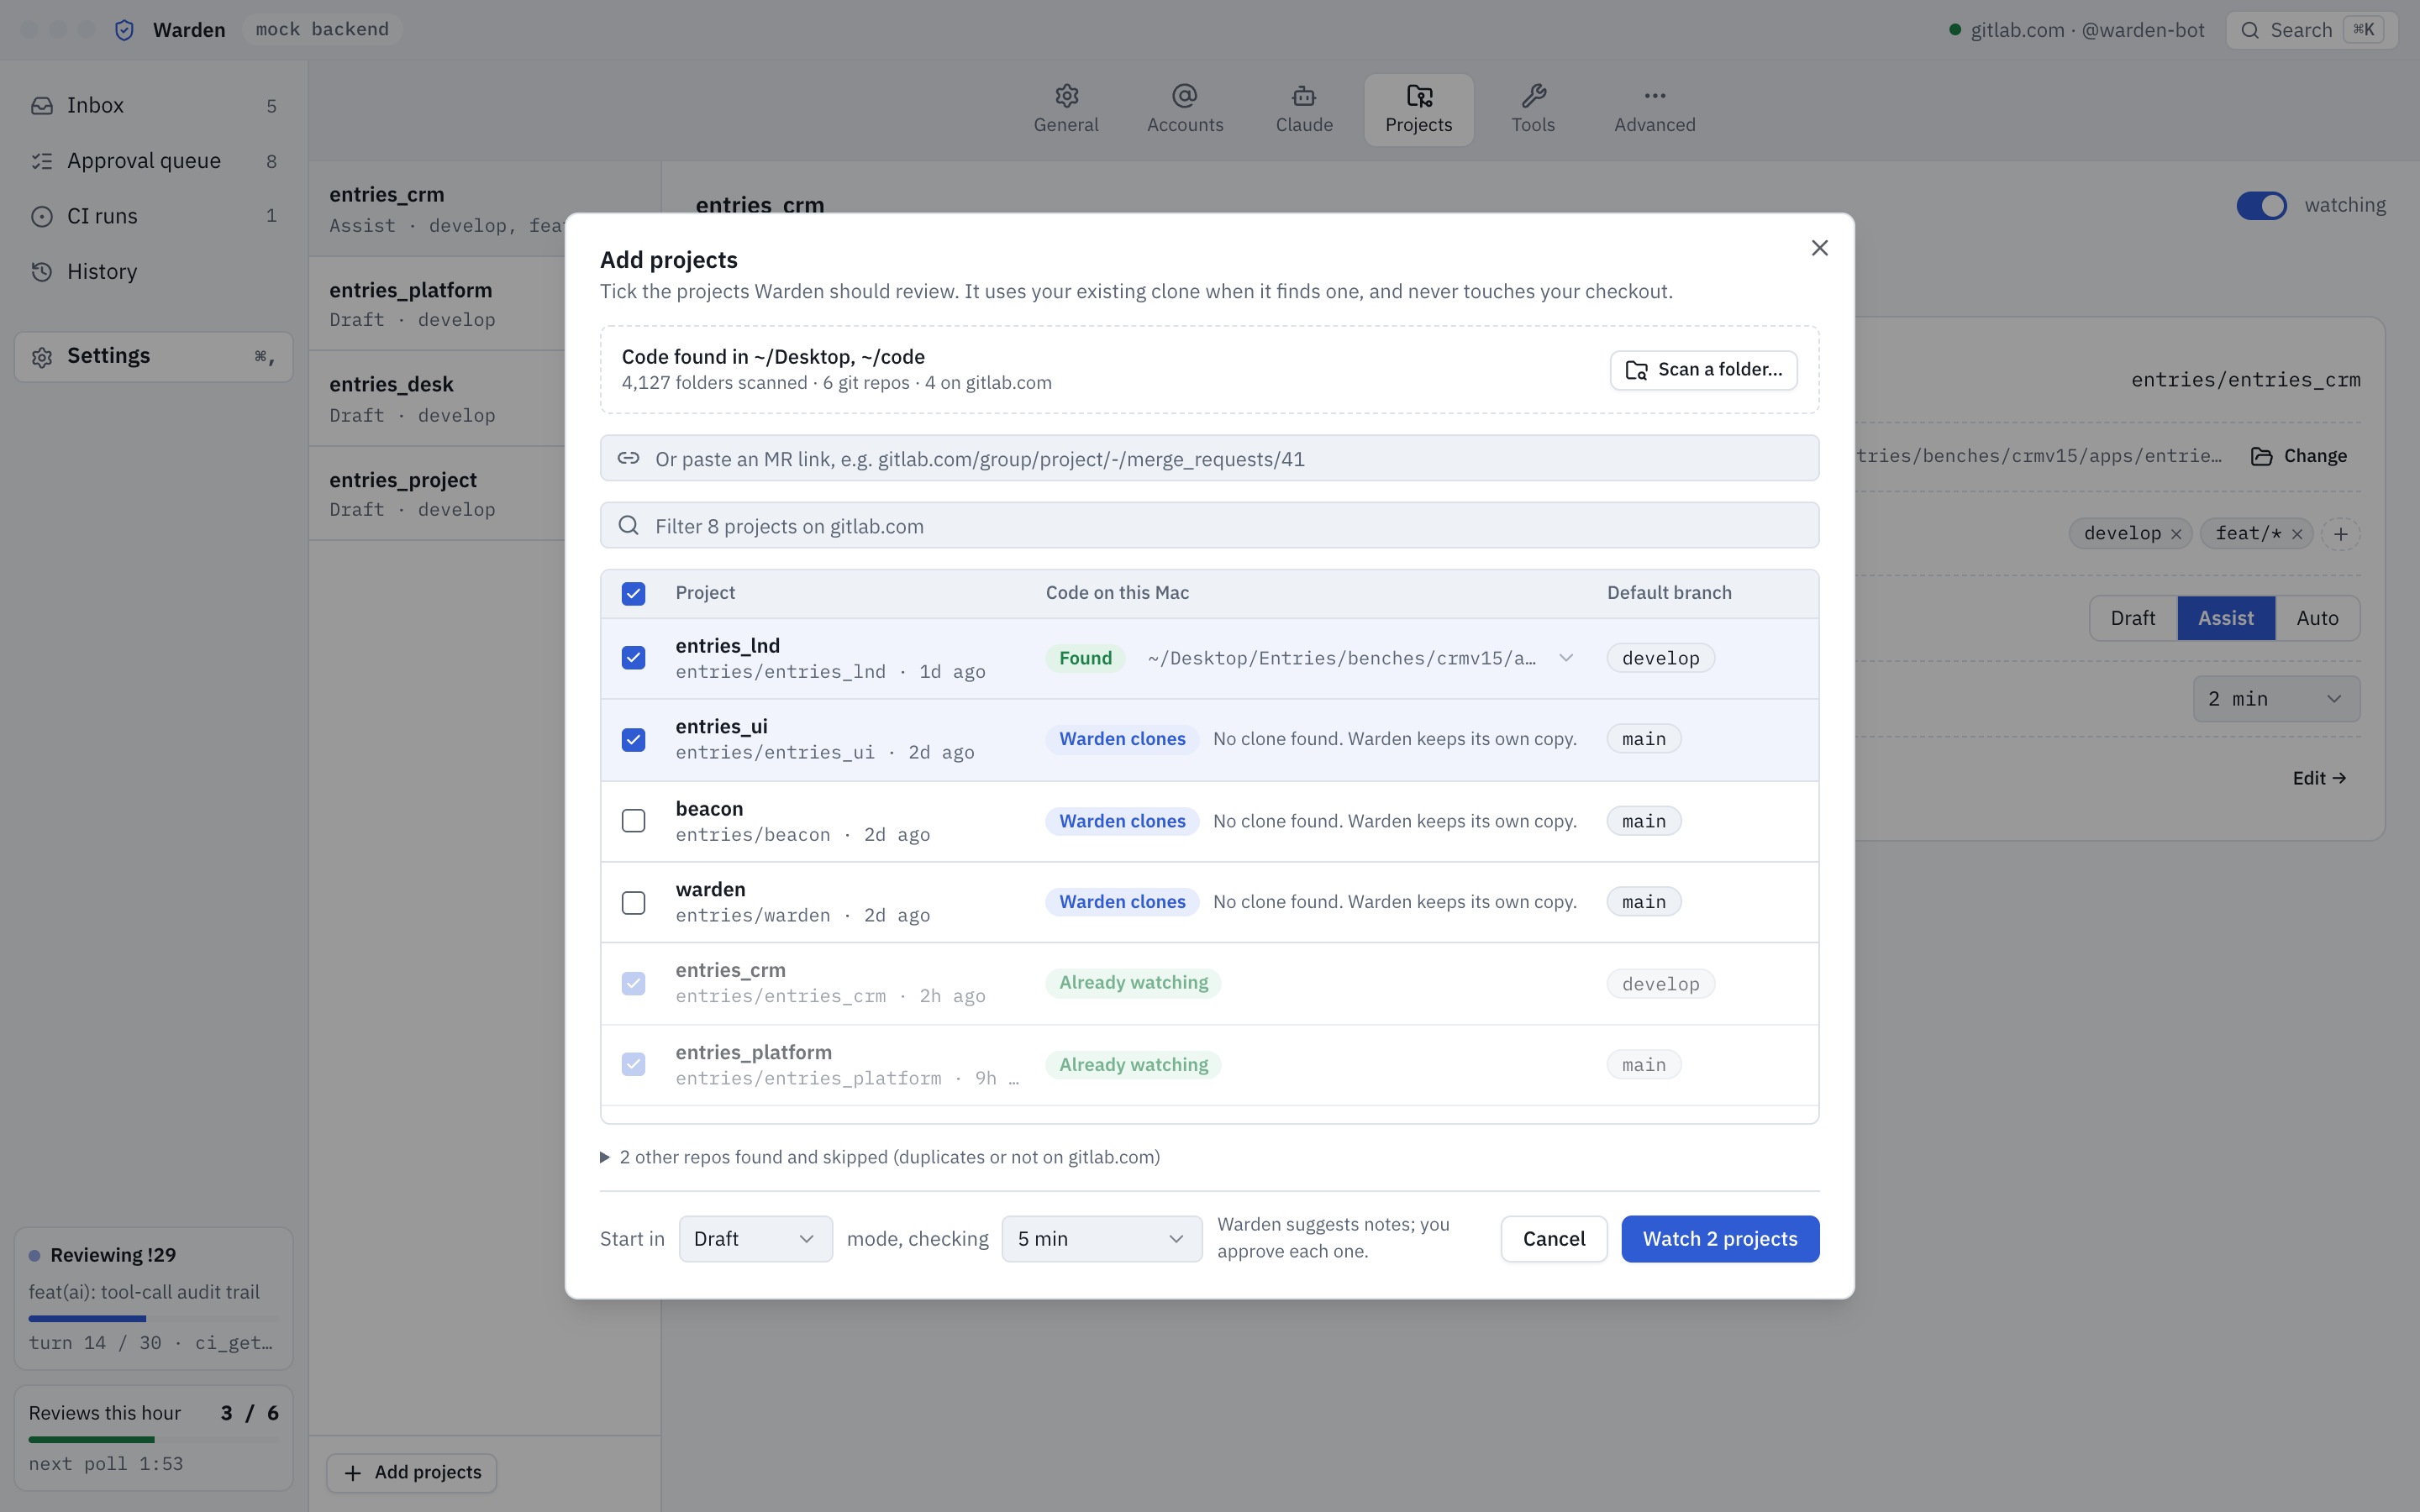 Warden
mock backend
gitlab.com · @warden-bot
Search ⌘K
Inbox 5
Approval queue 8
CI runs 1
History
Settings ⌘,
General
Accounts
Claude
Projects
Tools
Advanced
entries_crm
Assist · develop, fea
entries_platform
Draft · develop
entries_desk
Draft · develop
entries_project
Draft · develop
entries_crm
watching
entries/entries_crm
tries/benches/crmv15/apps/entrie… Change
develop feat/*
Draft Assist Auto
2 min
Edit →
Add projects
Tick the projects Warden should review. It uses your existing clone when it finds one, and never touches your checkout.
Code found in ~/Desktop, ~/code
4,127 folders scanned · 6 git repos · 4 on gitlab.com
Scan a folder...
Or paste an MR link, e.g. gitlab.com/group/project/-/merge_requests/41
Filter 8 projects on gitlab.com
Project Code on this Mac Default branch
entries_lnd
entries/entries_lnd · 1d ago
Found ~/Desktop/Entries/benches/crmv15/a… develop
entries_ui
entries/entries_ui · 2d ago
Warden clones No clone found. Warden keeps its own copy. main
beacon
entries/beacon · 2d ago
Warden clones No clone found. Warden keeps its own copy. main
warden
entries/warden · 2d ago
Warden clones No clone found. Warden keeps its own copy. main
entries_crm
entries/entries_crm · 2h ago
Already watching develop
entries_platform
entries/entries_platform · 9h …
Already watching main
2 other repos found and skipped (duplicates or not on gitlab.com)
Start in Draft mode, checking 5 min
Warden suggests notes; you
approve each one.
Cancel
Watch 2 projects
Reviewing !29
feat(ai): tool-call audit trail
turn 14 / 30 · ci_get…
Reviews this hour 3 / 6
next poll 1:53
Add projects